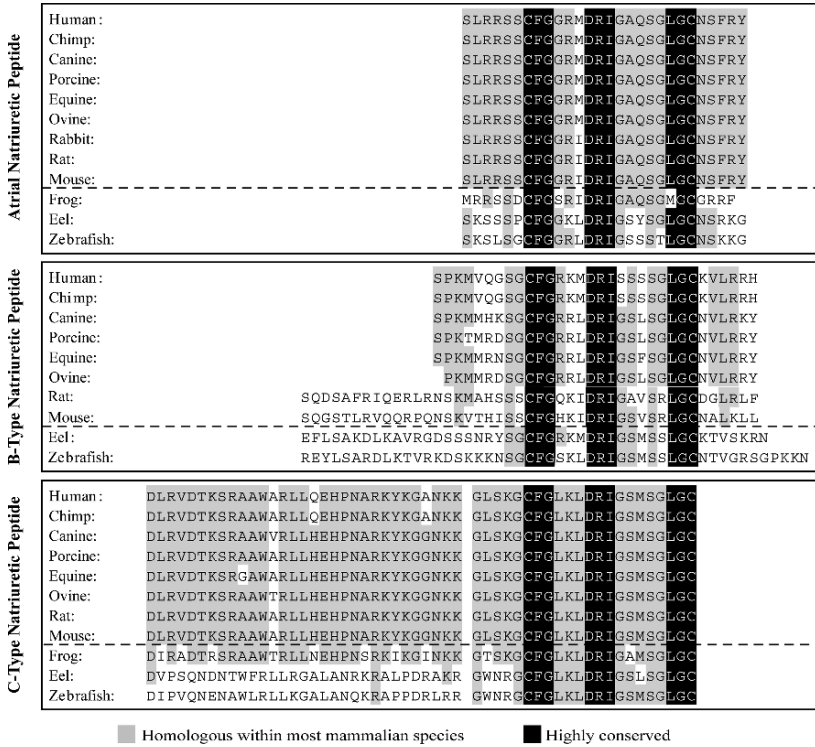 Atrial Natriuretic Peptide
Human: SLRRSSCFGGRMDRIGAQSGLGCNSFRY
Chimp: SLRRSSCFGGRMDRIGAQSGLGCNSFRY
Canine: SLRRSSCFGGRMDRIGAQSGLGCNSFRY
Porcine: SLRRSSCFGGRMDRIGAQSGLGCNSFRY
Equine: SLRRSSCFGGRMDRIGAQSGLGCNSFRY
Ovine: SLRRSSCFGGRMDRIGAQSGLGCNSFRY
Rabbit: SLRRSSCFGGRIDRIGAQSGLGCNSFRY
Rat: SLRRSSCFGGRIDRIGAQSGLGCNSFRY
Mouse: SLRRSSCFGGRIDRIGAQSGLGCNSFRY
Frog: MRRSSDCFGSRIDRIGAQSGMGCGRRF
Eel: SKSSSPCFGGKLDRIGSYSGLGCNSRKG
Zebrafish: SKSLSGCFGGRLDRIGSSSTLGCNSKKG
B-Type Natriuretic Peptide
Human: SPKMVQGSGCFGRKMDRISSSSGLGCKVLRRH
Chimp: SPKMVQGSGCFGRKMDRISSSSGLGCKVLRRH
Canine: SPKMMHKSGCFGRRLDRIGSLSGLGCNVLRKY
Porcine: SPKTMRDSGCFGRRLDRIGSLSGLGCNVLRRY
Equine: SPKMMRNSGCFGRRLDRIGSFSGLGCNVLRRY
Ovine: PKMMRDSGCFGRRLDRIGSLSGLGCNVLRRY
Rat: SQDSAFRIQERLRNSKMAHSSSCFGQKIDRIGAVSRLGCDGLRLF
Mouse: SQGSTLRVQQRPQNSKVTHISSCFGHKIDRIGSVSRLGCNALKLL
Eel: EFLSAKDLKAVRGDSSSNRYSGCFGRKMDRIGSMSSLGCKTVSKRN
Zebrafish: REYLSARDLKTVRKDSKKKNSGCFGSKLDRIGSMSSLGCNTVGRSGPKKN
C-Type Natriuretic Peptide
Human: DLRVDTKSRAAWARLLQEHPNARKYKGANKK GLSKGCFGLKLDRIGSMSGLGC
Chimp: DLRVDTKSRAAWARLLQEHPNARKYKGANKK GLSKGCFGLKLDRIGSMSGLGC
Canine: DLRVDTKSRAAWVRLLHEHPNARKYKGGNKK GLSKGCFGLKLDRIGSMSGLGC
Porcine: DLRVDTKSRAAWARLLHEHPNARKYKGGNKK GLSKGCFGLKLDRIGSMSGLGC
Equine: DLRVDTKSRGAWARLLHEHPNARKYKGGNKK GLSKGCFGLKLDRIGSMSGLGC
Ovine: DLRVDTKSRAAWTRLLHEHPNARKYKGGNKK GLSKGCFGLKLDRIGSMSGLGC
Rat: DLRVDTKSRAAWARLLHEHPNARKYKGGNKK GLSKGCFGLKLDRIGSMSGLGC
Mouse: DLRVDTKSRAAWARLLHEHPNARKYKGGNKK GLSKGCFGLKLDRIGSMSGLGC
Frog: DIRADTRSRAAWTRLLNEHPNSRKIKGINKK GTSKGCFGLKLDRIGAMSGLGC
Eel: DVPSQNDNTWFRLLRGALANRKRALPDRAKR GWNRGCFGLKLDRIGSLSGLGC
Zebrafish: DIPVQNENAWLRLLKGALANQKRAPPDRLRR GWNRGCFGLKLDRIGSMSGLGC
Homologous within most mammalian species
Highly conserved